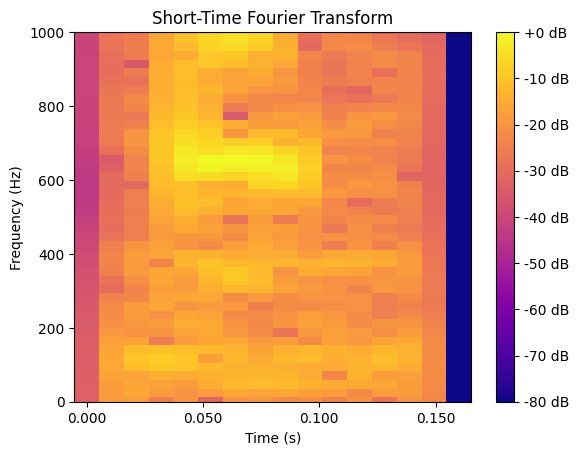 Short-Time Fourier Transform
1000
800
600
400
200
0
Frequency (Hz)
0.000
0.050
0.100
0.150
Time (s)
+0 dB
-10 dB
-20 dB
-30 dB
-40 dB
-50 dB
-60 dB
-70 dB
-80 dB